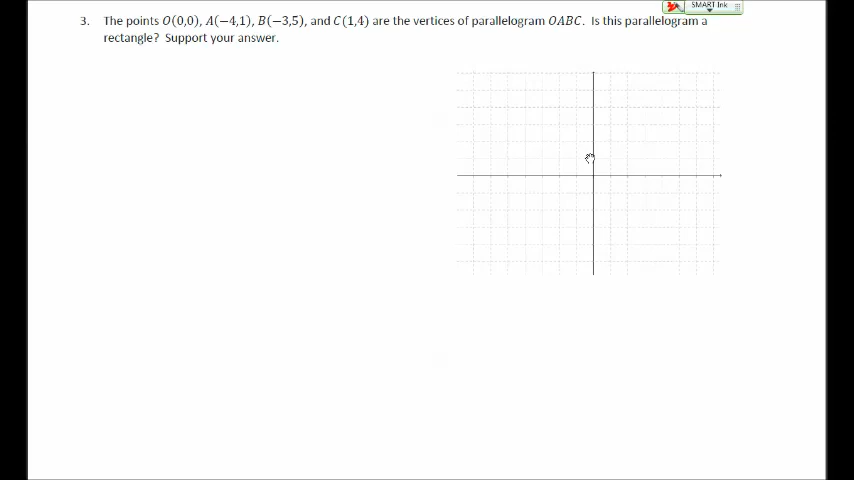 SMART Ink
3. The points O(0,0), A(−4,1), B(−3,5), and C(1,4) are the vertices of parallelogram OABC. Is this parallelogram a
rectangle? Support your answer.